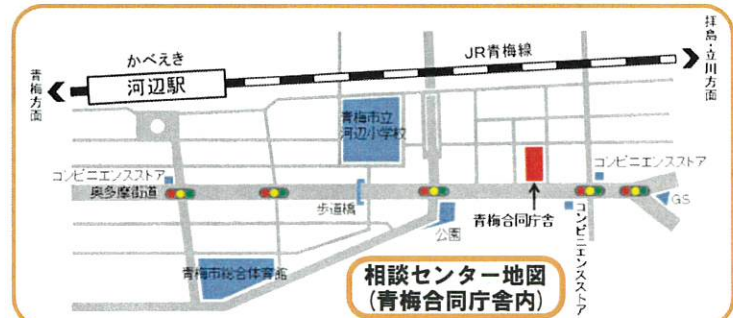 かべえき
河辺駅
JR青梅線
青梅方面
拝島・立川方面
青梅市立
河辺小学校
コンビニエンスストア
奥多摩街道
歩道橋
公園
青梅合同庁舎
コンビニエンスストア
コンビニエンスストア
GS
青梅市総合体育館
相談センター地図
(青梅合同庁舎内)